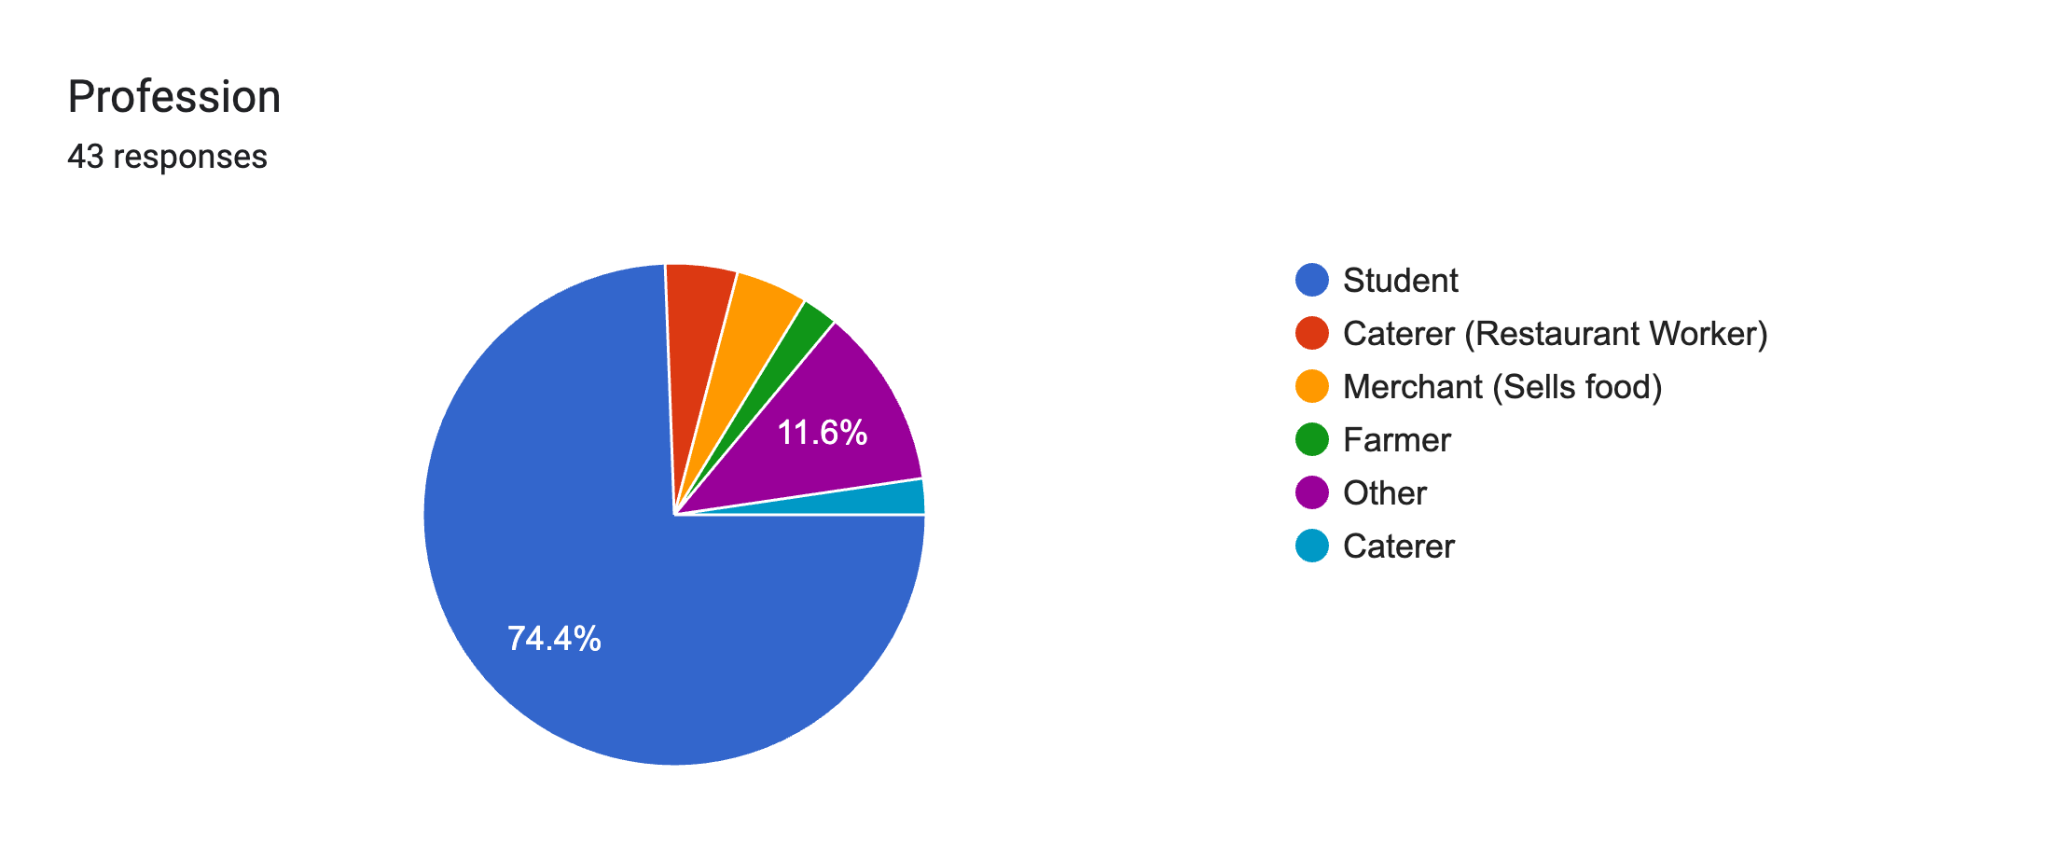 Profession
43 responses
11.6%
74.4%
Student
Caterer (Restaurant Worker)
Merchant (Sells food)
Farmer
Other
Caterer